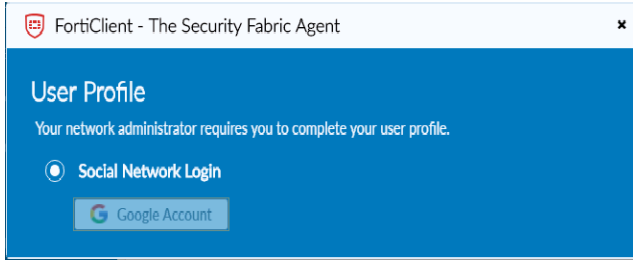 FortiClient - The Security Fabric Agent
User Profile
Your network administrator requires you to complete your user profile.
Social Network Login
Google Account